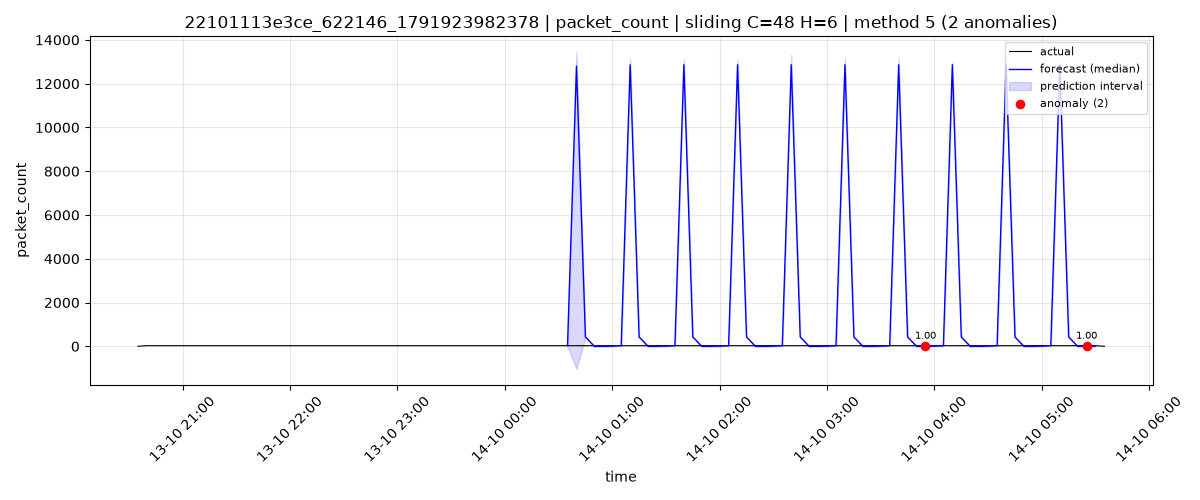 22101113e3ce_622146_1791923982378 | packet_count | sliding C=48 H=6 | method 5 (2 anomalies)
packet_count
14000
12000
10000
8000
6000
4000
2000
0
actual
forecast (median)
prediction interval
anomaly (2)
1.00
1.00
13-10 21:00
13-10 22:00
13-10 23:00
14-10 00:00
14-10 01:00
14-10 02:00
14-10 03:00
14-10 04:00
14-10 05:00
14-10 06:00
time